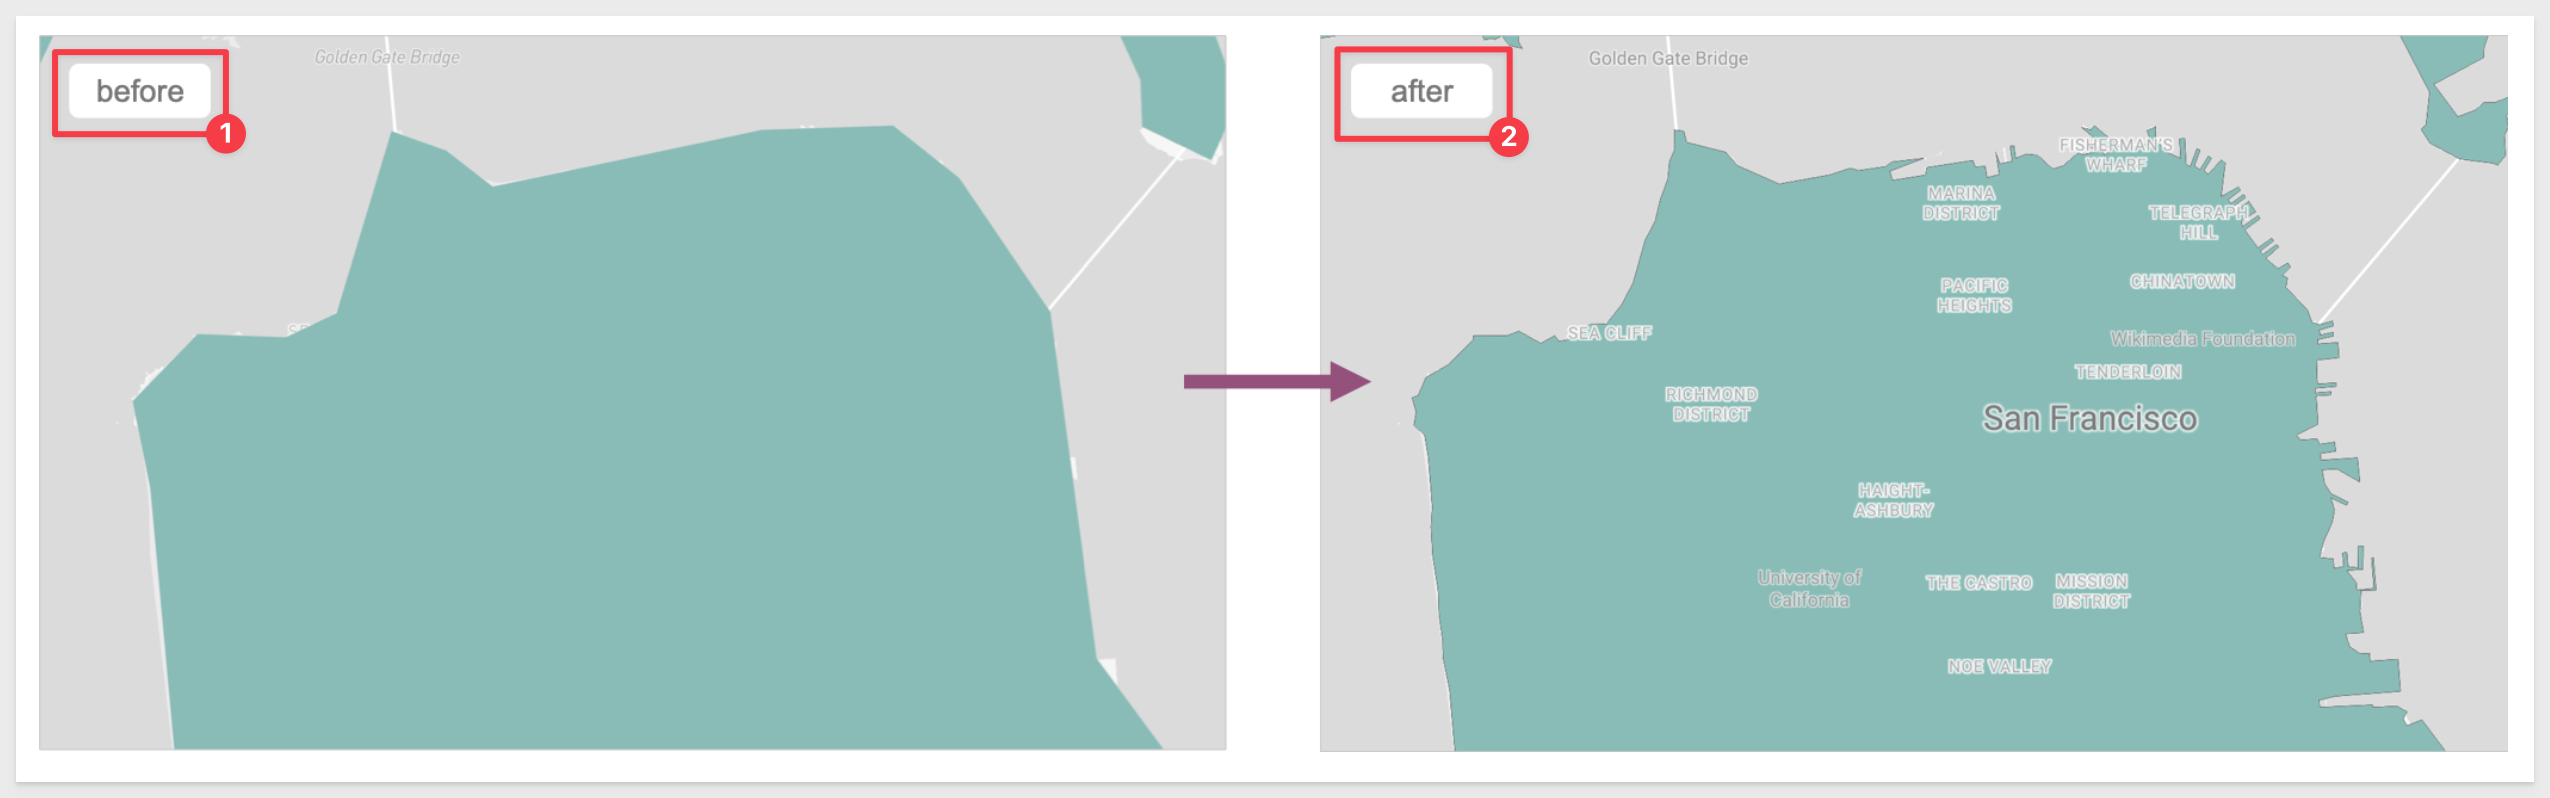 before
1
Golden Gate Bridge
after
2
Golden Gate Bridge
FISHERMAN'S
WHARF
MARINA
DISTRICT
TELEGRAPH
HILL
CHINATOWN
PACIFIC
HEIGHTS
SEA CLIFF
Wikimedia Foundation
TENDERLOIN
RICHMOND
DISTRICT
San Francisco
HAIGHT-
ASHBURY
University of
California
THE CASTRO
MISSION
DISTRICT
NOE VALLEY